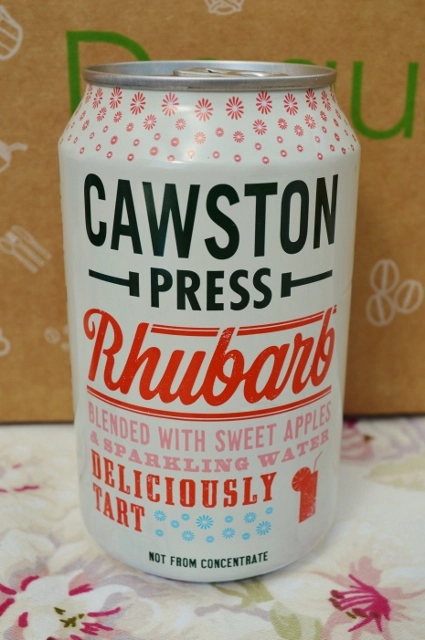 CAWSTON
PRESS
Rhubarb
BLENDED WITH SWEET APPLES
& SPARKLING WATER
DELICIOUSLY
TART
NOT FROM CONCENTRATE